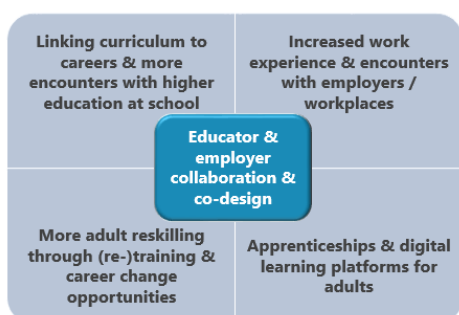 Linking curriculum to
careers & more
encounters with higher
education at school
Increased work
experience & encounters
with employers /
workplaces
Educator &
employer
collaboration &
co-design
More adult reskilling
through (re-)training &
career change
opportunities
Apprenticeships & digital
learning platforms for
adults